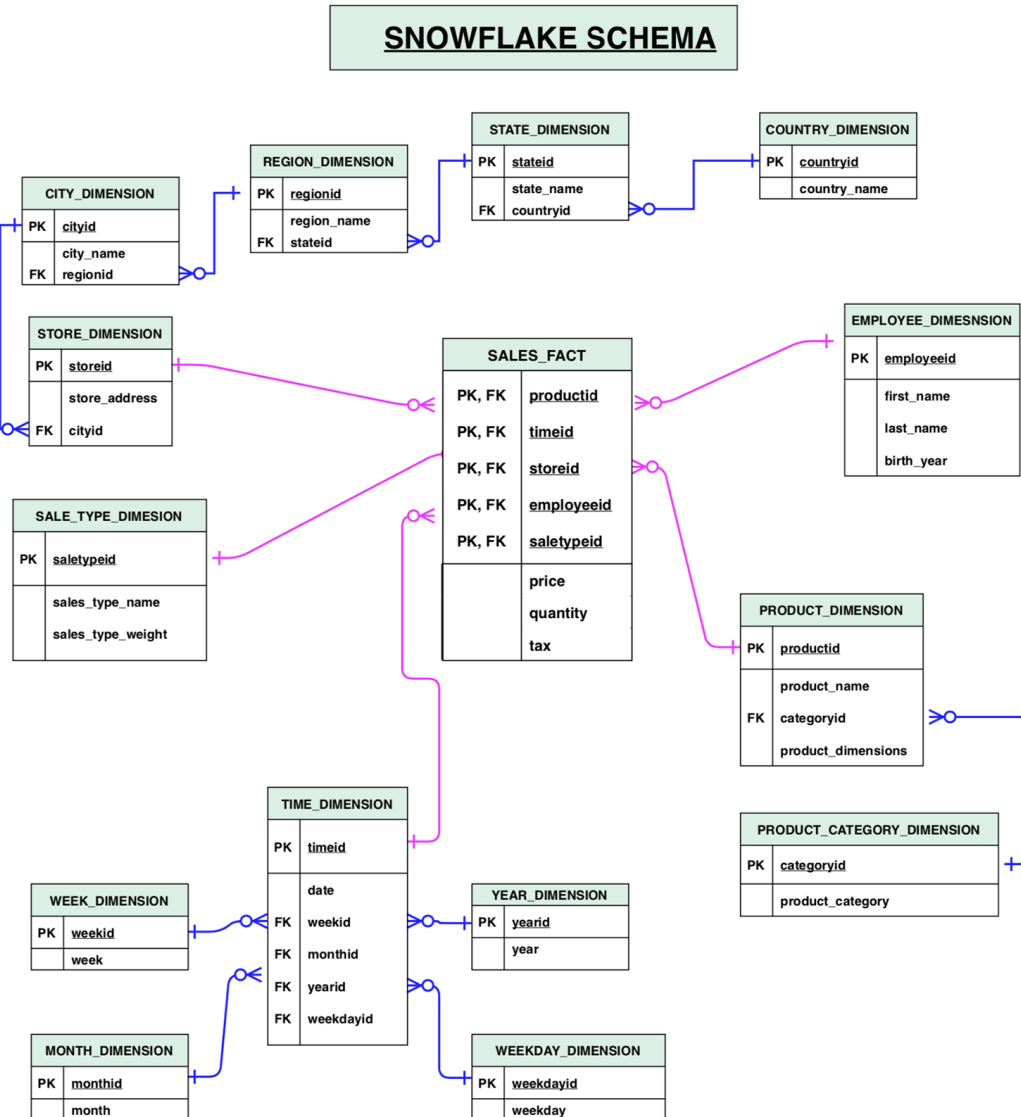 SNOWFLAKE SCHEMA
STATE_DIMENSION
PK stateid
state_name
FK countryid
COUNTRY_DIMENSION
PK countryid
country_name
REGION_DIMENSION
PK regionid
region_name
FK stateid
CITY_DIMENSION
PK cityid
city_name
FK regionid
STORE_DIMENSION
PK storeid
store_address
FK cityid
SALES_FACT
PK, FK productid
PK, FK timeid
PK, FK storeid
PK, FK employeeid
PK, FK saletypeid
price
quantity
tax
EMPLOYEE_DIMESNSION
PK employeeid
first_name
last_name
birth_year
SALE_TYPE_DIMESION
PK saletypeid
sales_type_name
sales_type_weight
PRODUCT_DIMENSION
PK productid
product_name
FK categoryid
product_dimensions
TIME_DIMENSION
PK timeid
date
FK weekid
FK monthid
FK yearid
FK weekdayid
PRODUCT_CATEGORY_DIMENSION
PK categoryid
product_category
WEEK_DIMENSION
PK weekid
week
YEAR_DIMENSION
PK yearid
year
MONTH_DIMENSION
PK monthid
month
WEEKDAY_DIMENSION
PK weekdayid
weekday